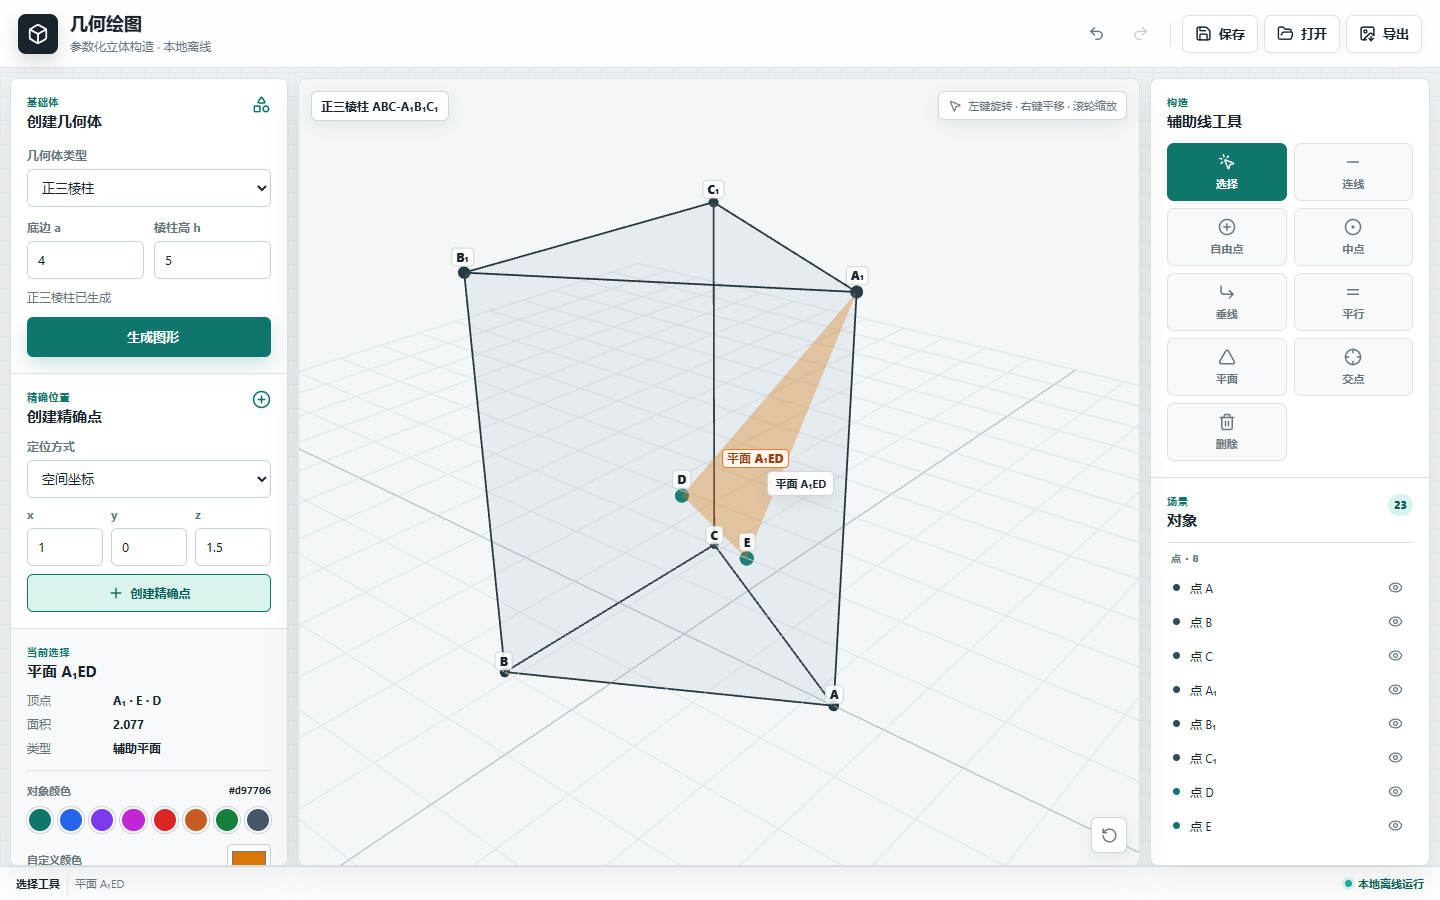 几何绘图
参数化立体构造 · 本地离线
保存
打开
导出
基础体
创建几何体
几何体类型
正三棱柱
底边 a
棱柱高 h
4
5
正三棱柱已生成
生成图形
精确位置
创建精确点
定位方式
空间坐标
x
y
z
1
0
1.5
创建精确点
当前选择
平面 A₁ED
顶点
A₁ · E · D
面积
2.077
类型
辅助平面
对象颜色
#d97706
自定义颜色
正三棱柱 ABC-A₁B₁C₁
左键旋转 · 右键平移 · 滚轮缩放
C₁
B₁
A₁
平面 A₁ED
D
平面 A₁ED
C
E
B
A
构造
辅助线工具
选择
连线
自由点
中点
垂线
平行
平面
交点
删除
场景
对象
23
点 · 8
点 A
点 B
点 C
点 A₁
点 B₁
点 C₁
点 D
点 E
选择工具
平面 A₁ED
本地离线运行